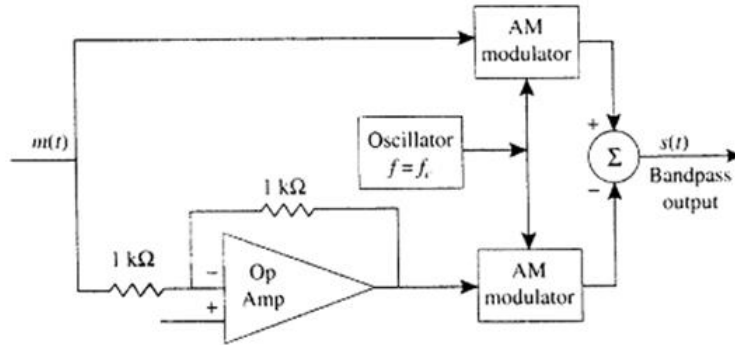 AM
modulator
m(t)
Oscillator
f = fc
+
Σ
−
s(t)
Bandpass
output
1 kΩ
1 kΩ
−
+
Op
Amp
AM
modulator